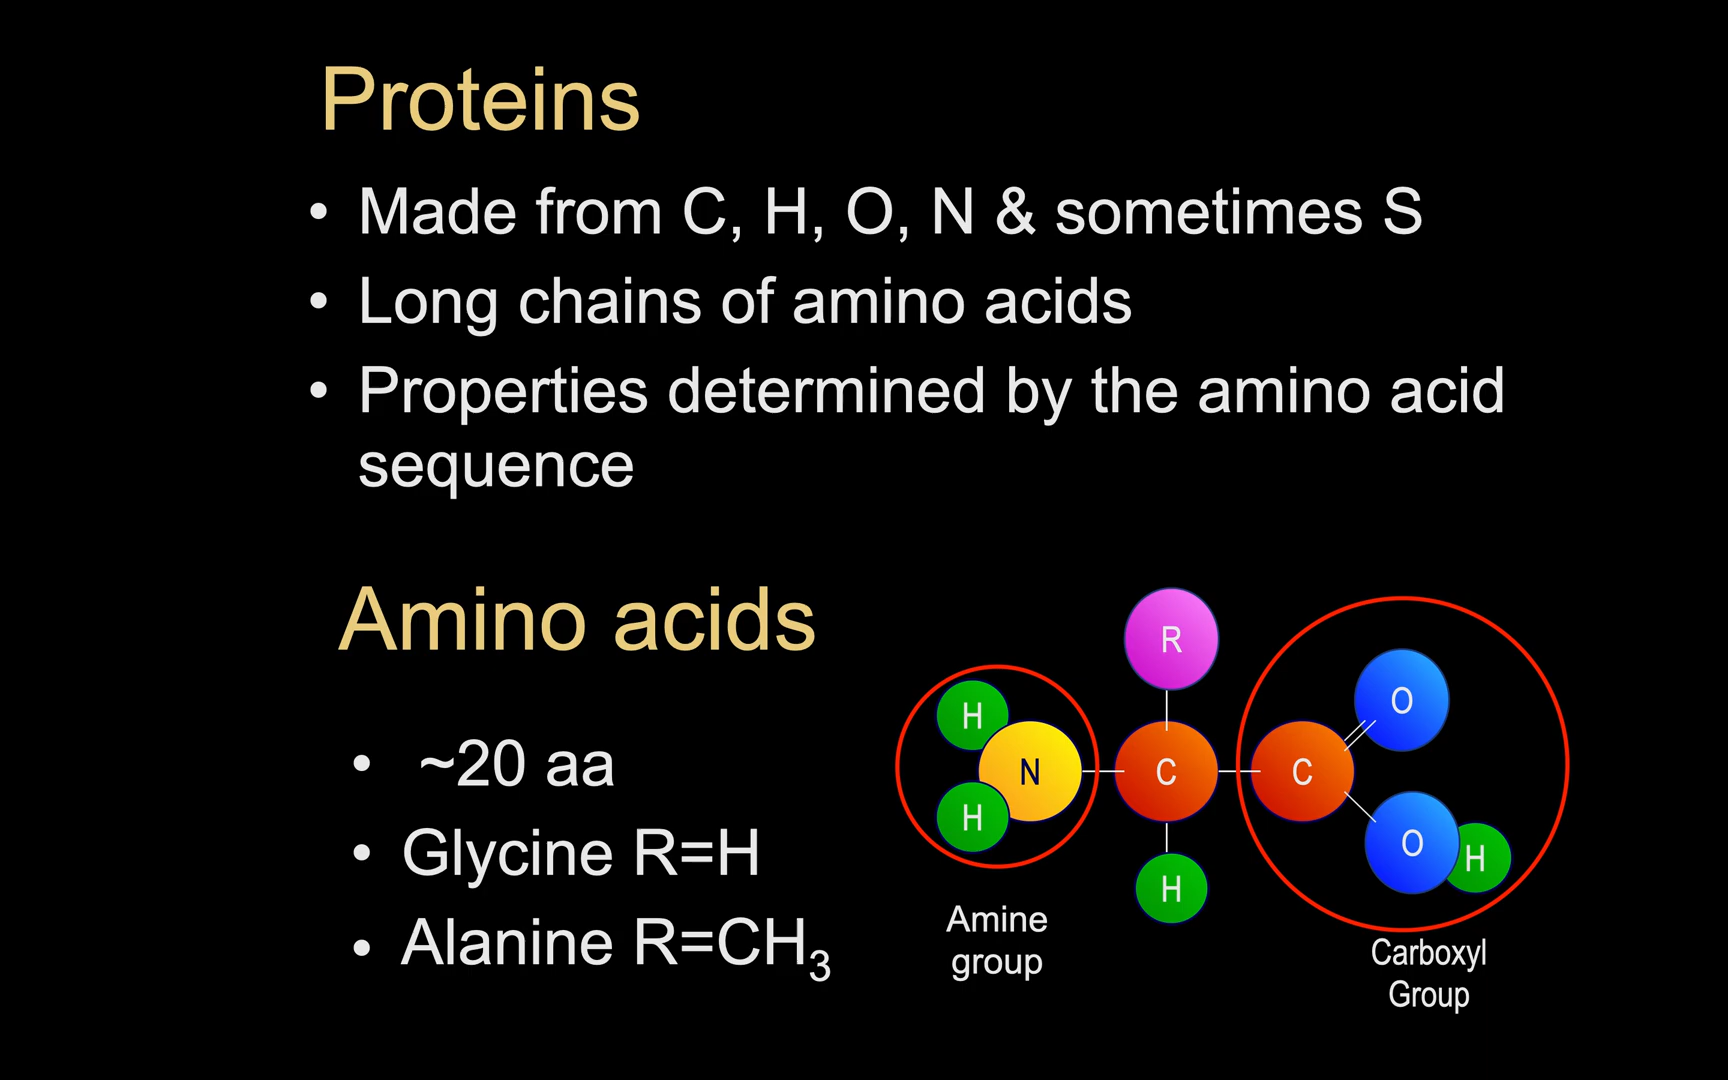 Proteins
• Made from C, H, O, N & sometimes S
• Long chains of amino acids
• Properties determined by the amino acid
sequence
Amino acids
• ~20 aa
• Glycine R=H
• Alanine R=CH₃
R
H
O
N
C
C
H
O
H
H
Amine
group
Carboxyl
Group